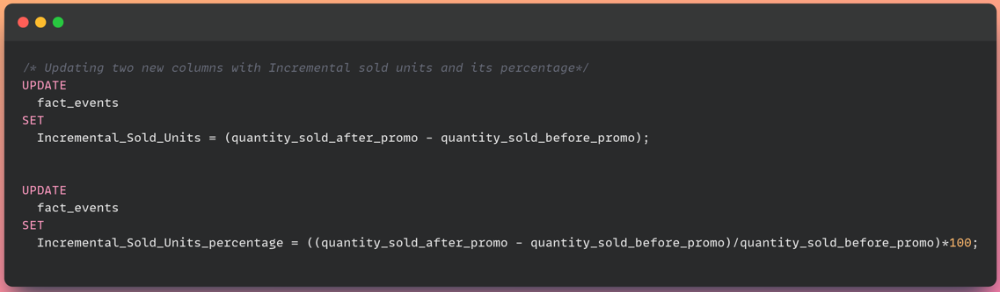 /* Updating two new columns with Incremental sold units and its percentage*/
UPDATE
fact_events
SET
Incremental_Sold_Units = (quantity_sold_after_promo - quantity_sold_before_promo);
UPDATE
fact_events
SET
Incremental_Sold_Units_percentage = ((quantity_sold_after_promo - quantity_sold_before_promo)/quantity_sold_before_promo)*100;